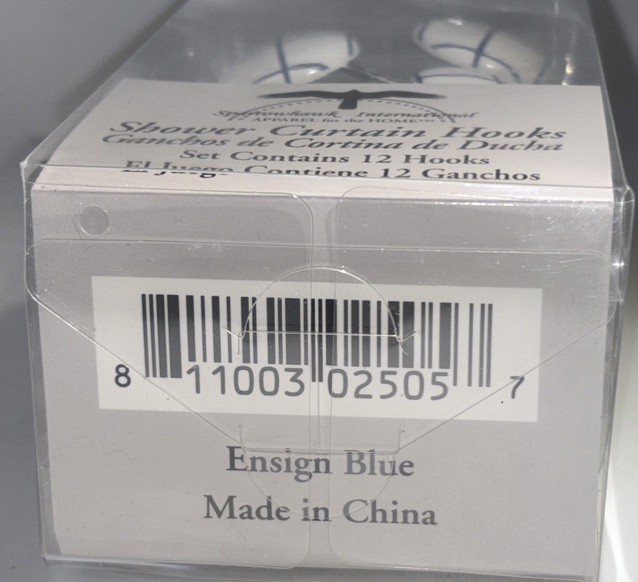 Sparrowhawk International
APPAREL for the HOME™
Shower Curtain Hooks
Ganchos de Cortina de Ducha
Set Contains 12 Hooks
El Juego Contiene 12 Ganchos
8 11003 02505 7
Ensign Blue
Made in China